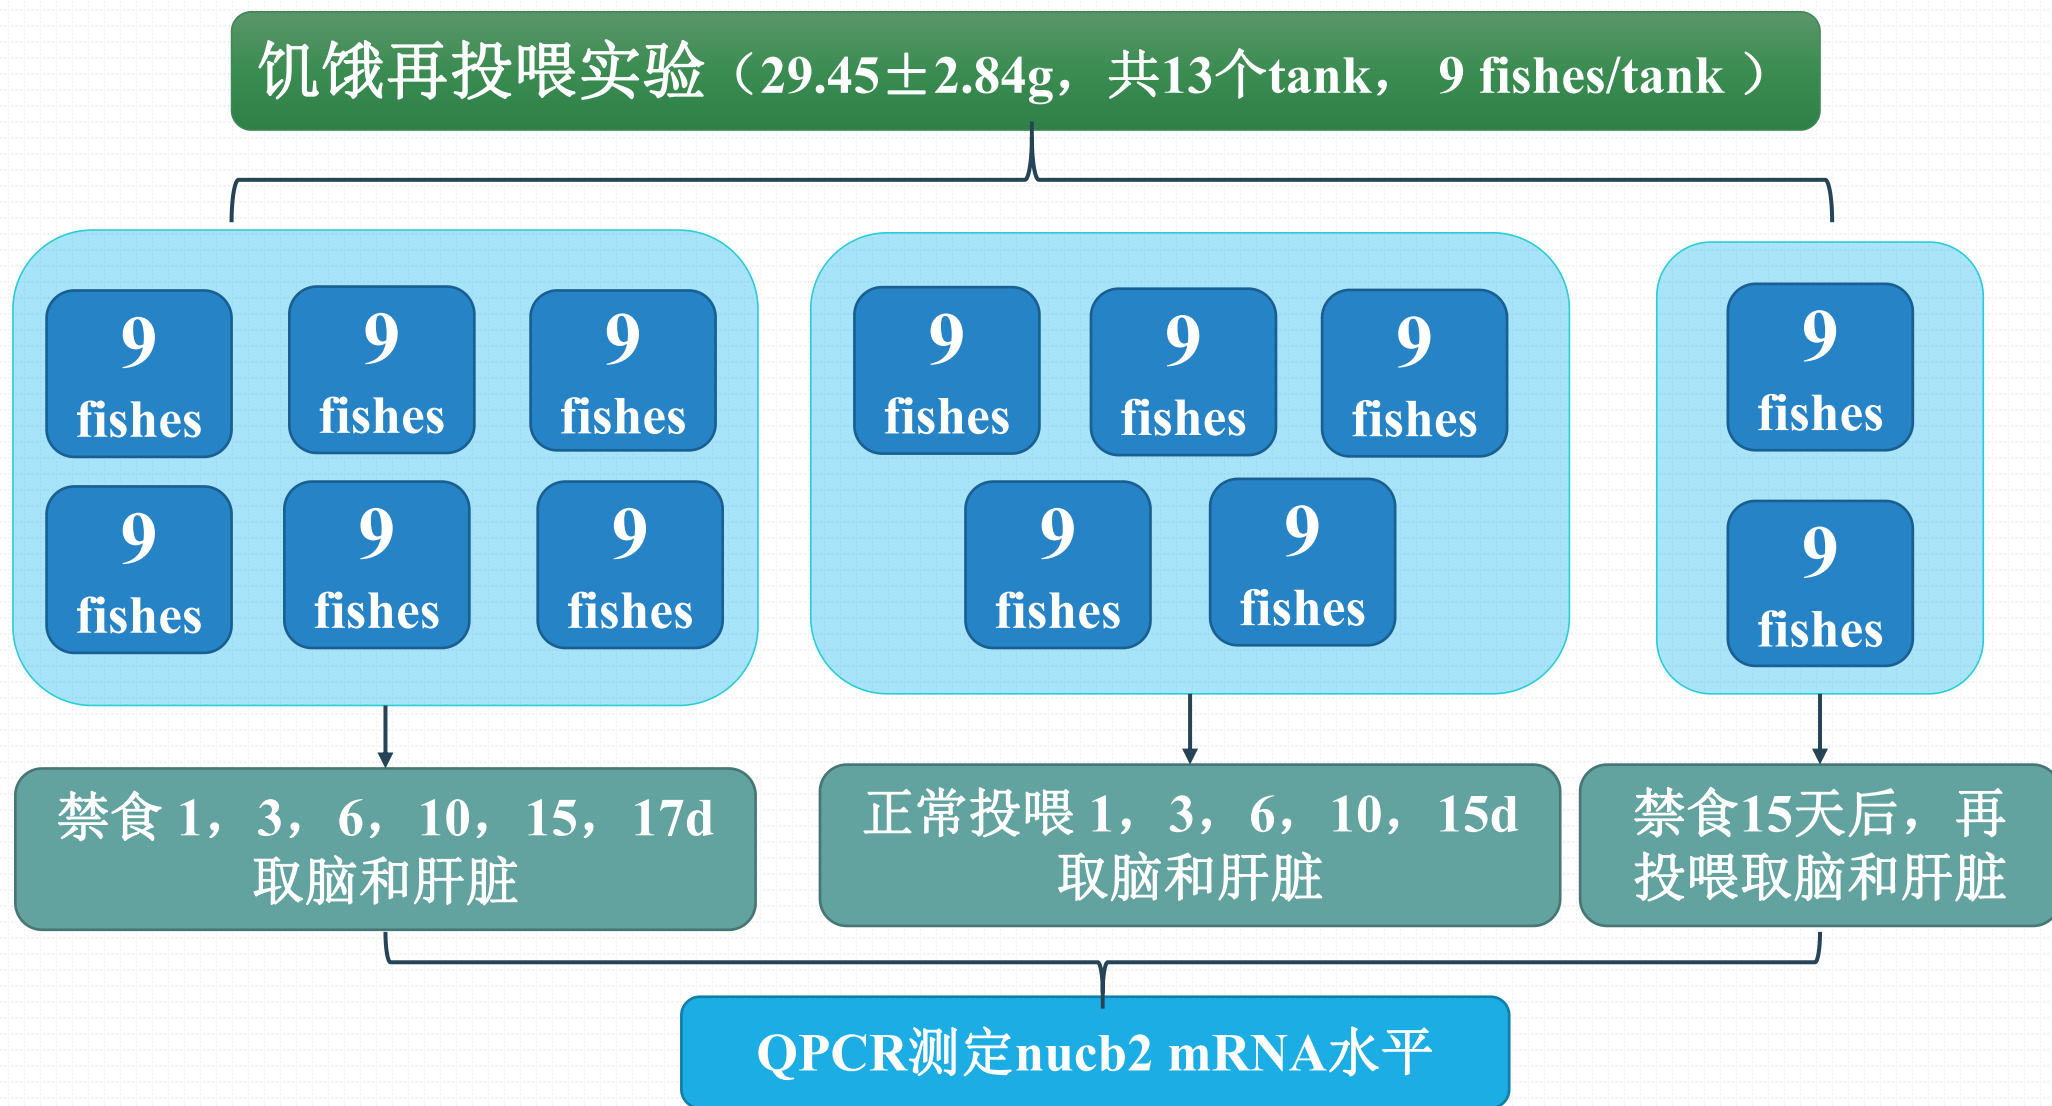 饥饿再投喂实验（29.45±2.84g，共13个tank， 9 fishes/tank ）
9
fishes
9
fishes
9
fishes
9
fishes
9
fishes
9
fishes
9
fishes
9
fishes
9
fishes
9
fishes
9
fishes
9
fishes
9
fishes
禁食 1，3，6，10，15，17d
取脑和肝脏
正常投喂 1，3，6，10，15d
取脑和肝脏
禁食15天后，再
投喂取脑和肝脏
QPCR测定nucb2 mRNA水平